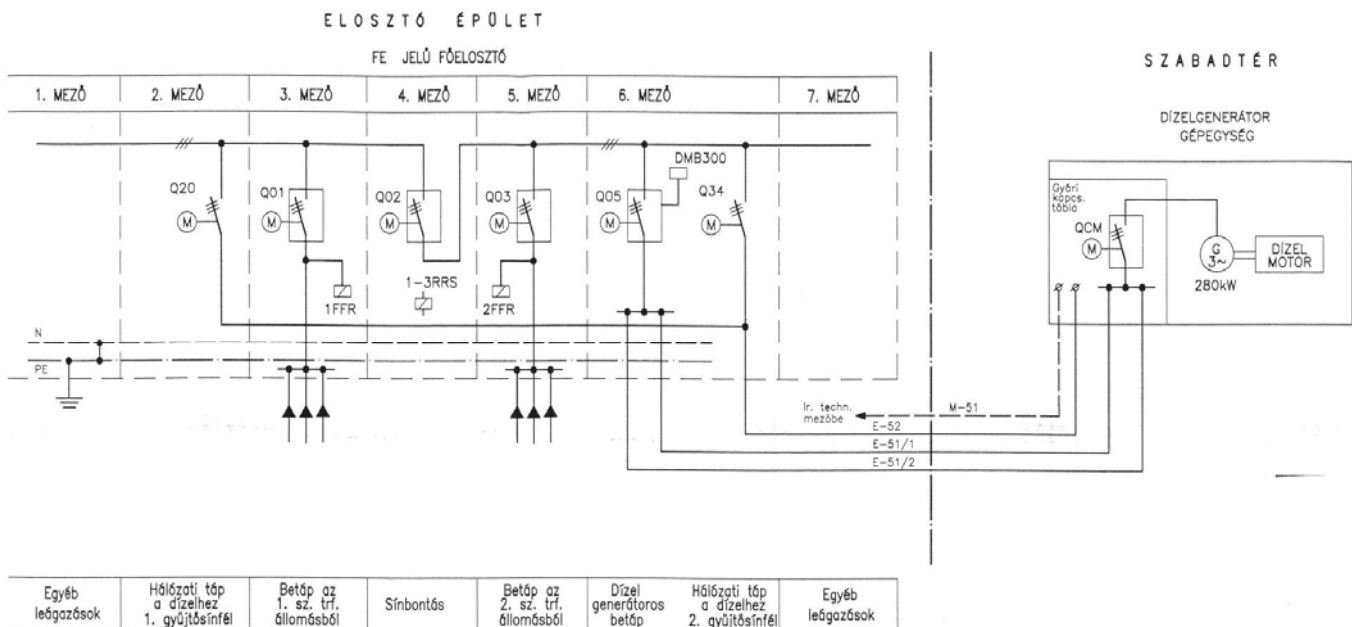 ELOSZTÓ ÉPÜLET
FE JELŰ FŐELOSZTÓ
SZABADTÉR
1. MEZŐ
2. MEZŐ
3. MEZŐ
4. MEZŐ
5. MEZŐ
6. MEZŐ
7. MEZŐ
DÍZELGENERÁTOR
GÉPEGYSÉG
DMB300
Q20
Q01
Q02
Q03
Q05
Q34
M
M
M
M
M
M
Gyári
kapcs.
tábla
QCM
M
G
3~
DÍZEL
MOTOR
280kW
1-3RRS
1FFR
2FFR
N
PE
Ir. techn.
mezőbe
M-51
E-52
E-51/1
E-51/2
Egyéb
leágazások
Hálózati táp
a dízelhez
1. gyűjtősínfél
Betáp az
1. sz. trf.
állomásból
Sínbontás
Betáp az
2. sz. trf.
állomásból
Dízel
generátoros
betáp
Hálózati táp
a dízelhez
2. gyűjtősínfél
Egyéb
leágazások